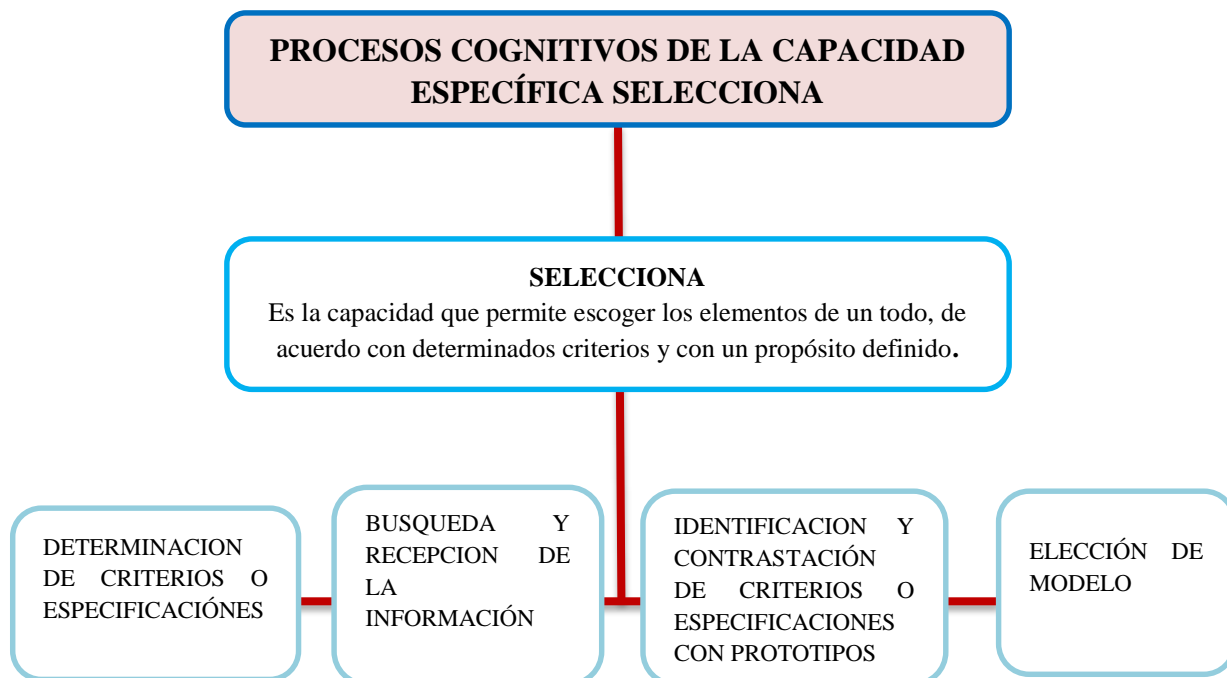 PROCESOS COGNITIVOS DE LA CAPACIDAD
ESPECÍFICA SELECCIONA
SELECCIONA
Es la capacidad que permite escoger los elementos de un todo, de
acuerdo con determinados criterios y con un propósito definido.
DETERMINACION
DE CRITERIOS O
ESPECIFICACIÓNES
BUSQUEDA Y
RECEPCION DE
LA
INFORMACIÓN
IDENTIFICACION Y
CONTRASTACIÓN
DE CRITERIOS O
ESPECIFICACIONES
CON PROTOTIPOS
ELECCIÓN DE
MODELO